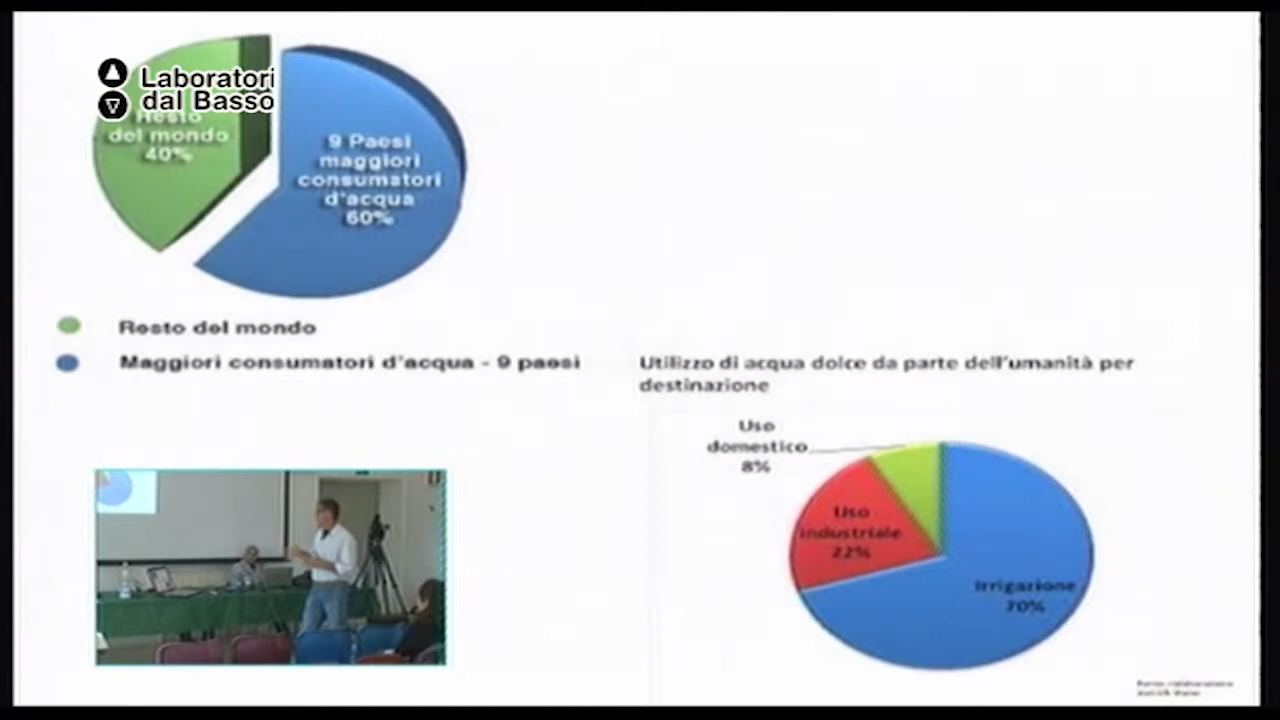 Laboratori
dal Basso
Resto
del mondo
40%
9 Paesi
maggiori
consumatori
d'acqua
60%
Resto del mondo
Maggiori consumatori d'acqua - 9 paesi
Utilizzo di acqua dolce da parte dell'umanità per
destinazione
Uso
domestico
8%
Uso
industriale
22%
Irrigazione
70%